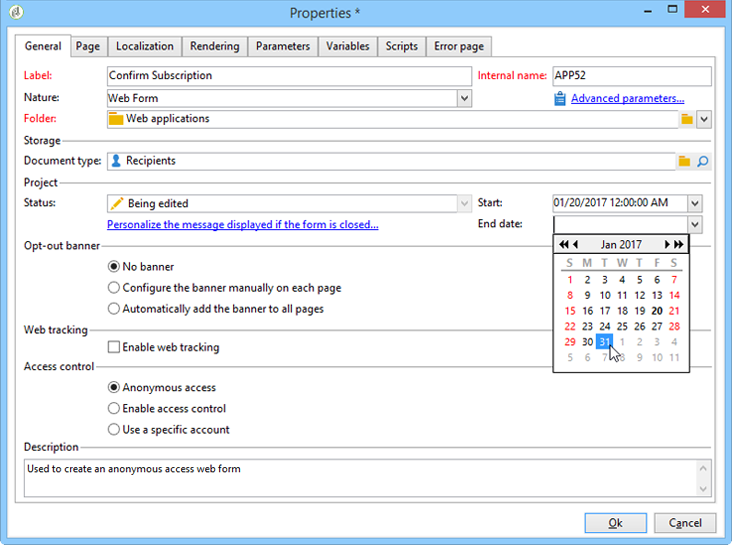 Properties *
General Page Localization Rendering Parameters Variables Scripts Error page
Label: Confirm Subscription Internal name: APP52
Nature: Web Form Advanced parameters...
Folder: Web applications
Storage
Document type: Recipients
Project
Status: Being edited Start: 01/20/2017 12:00:00 AM
Personalize the message displayed if the form is closed... End date:
Jan 2017
S M T W T F S
1 2 3 4 5 6 7
8 9 10 11 12 13 14
15 16 17 18 19 20 21
22 23 24 25 26 27 28
29 30 31 1 2 3 4
5 6 7 8 9 10 11
Opt-out banner
No banner
Configure the banner manually on each page
Automatically add the banner to all pages
Web tracking
Enable web tracking
Access control
Anonymous access
Enable access control
Use a specific account
Description
Used to create an anonymous access web form
Ok Cancel